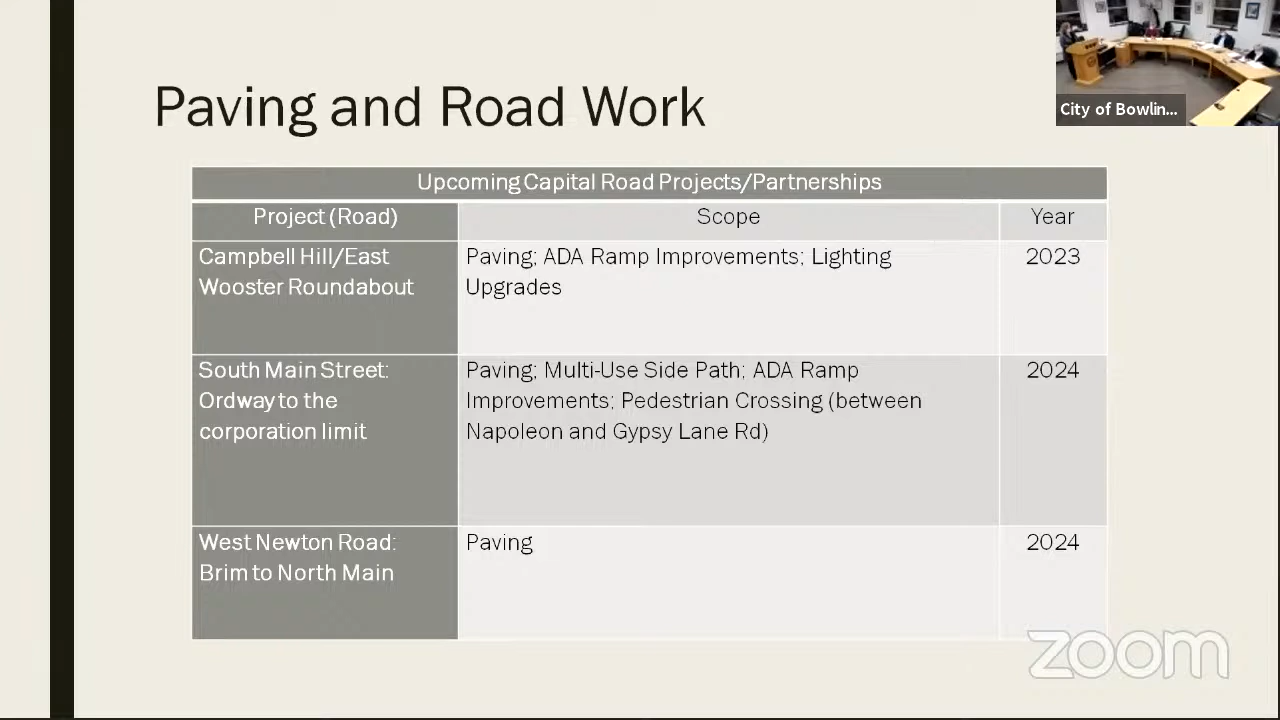 Paving and Road Work
City of Bowlin...
Upcoming Capital Road Projects/Partnerships
Project (Road) Scope Year
Campbell Hill/East
Wooster Roundabout
Paving; ADA Ramp Improvements; Lighting
Upgrades
2023
South Main Street:
Ordway to the
corporation limit
Paving; Multi-Use Side Path; ADA Ramp
Improvements; Pedestrian Crossing (between
Napoleon and Gypsy Lane Rd)
2024
West Newton Road:
Brim to North Main
Paving
2024
zoom